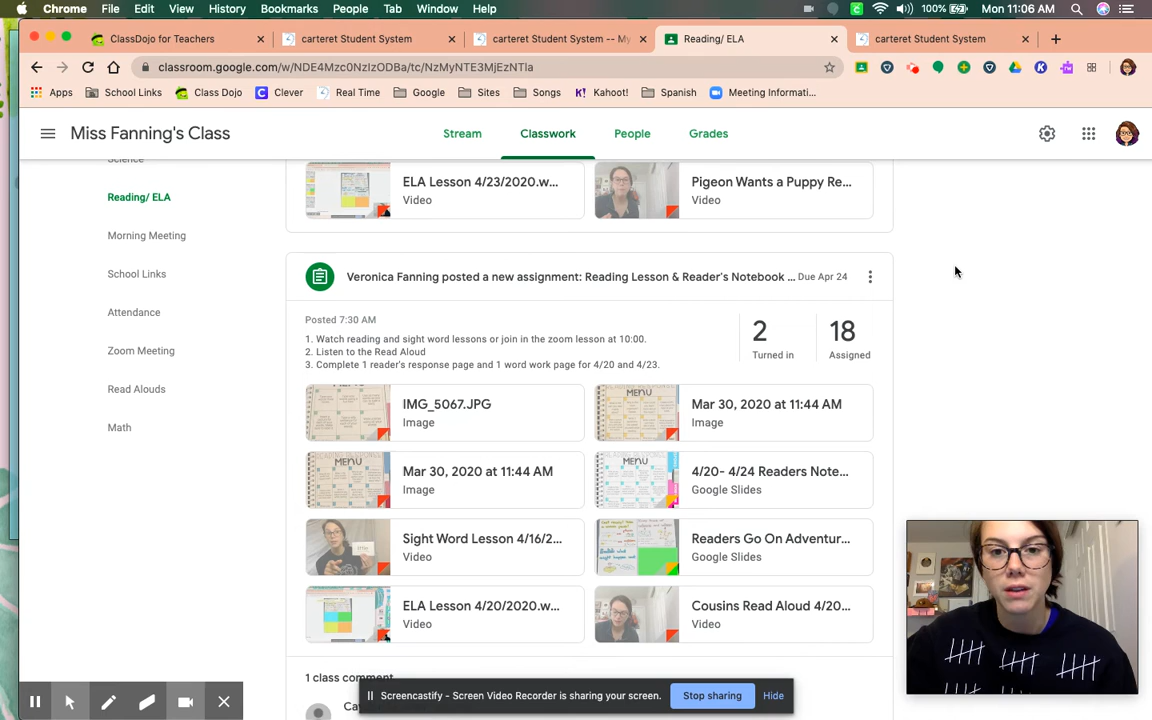 Chrome File Edit View History Bookmarks People Tab Window Help 100% Mon 11:06 AM
ClassDojo for Teachers carteret Student System carteret Student System -- My Reading/ ELA carteret Student System
classroom.google.com/w/NDE4Mzc0NzIzODBa/tc/NzMyNTE3MjEzNTla
Apps School Links Class Dojo Clever Real Time Google Sites Songs Kahoot! Spanish Meeting Informati...
Miss Fanning's Class Stream Classwork People Grades
Science
Reading/ ELA
Morning Meeting
School Links
Attendance
Zoom Meeting
Read Alouds
Math
ELA Lesson 4/23/2020.w...
Video
Pigeon Wants a Puppy Re...
Video
Veronica Fanning posted a new assignment: Reading Lesson & Reader's Notebook ... Due Apr 24
Posted 7:30 AM
1. Watch reading and sight word lessons or join in the zoom lesson at 10:00.
2. Listen to the Read Aloud
3. Complete 1 reader's response page and 1 word work page for 4/20 and 4/23.
2
Turned in
18
Assigned
IMG_5067.JPG
Image
Mar 30, 2020 at 11:44 AM
Image
Mar 30, 2020 at 11:44 AM
Image
4/20- 4/24 Readers Note...
Google Slides
Sight Word Lesson 4/16/2...
Video
Readers Go On Adventur...
Google Slides
ELA Lesson 4/20/2020.w...
Video
Cousins Read Aloud 4/20...
Video
MENU
MENU
MENU
MENU
1 class comment
Screencastify - Screen Video Recorder is sharing your screen. Stop sharing Hide